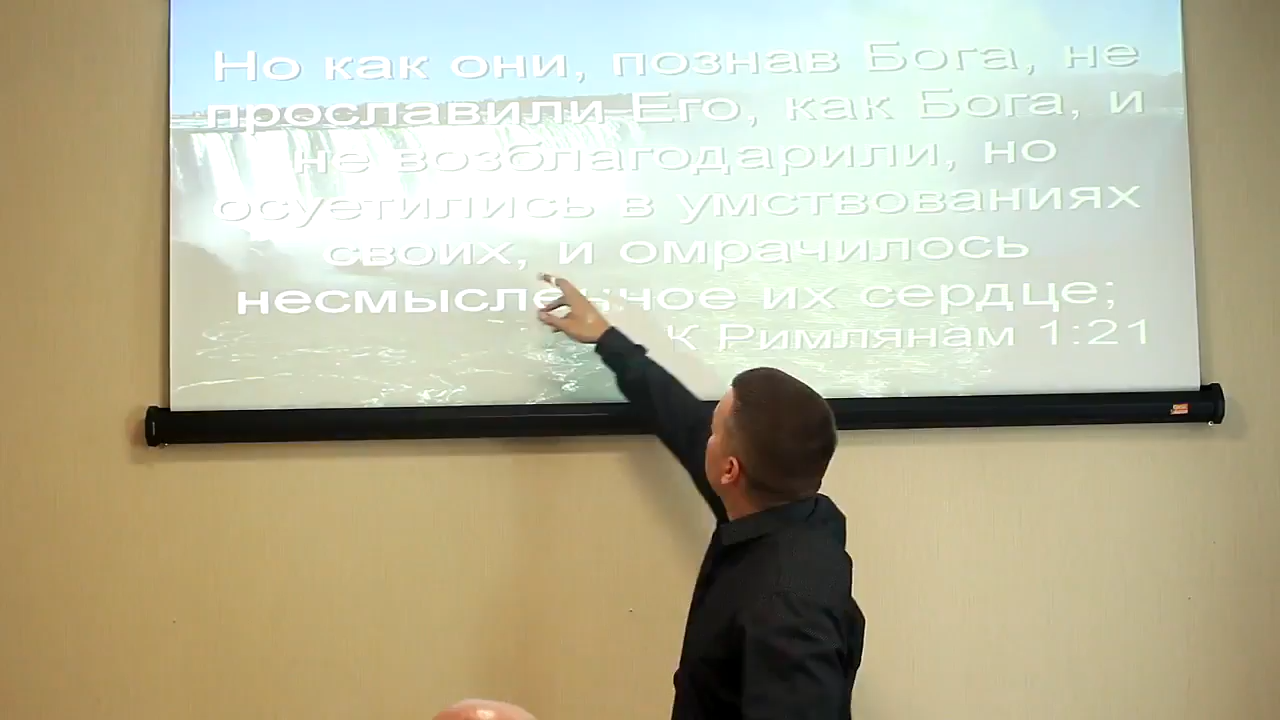 Но как они, познав Бога, не
прославили Его, как Бога, и
не возблагодарили, но
осуетились в умствованиях
своих, и омрачилось
несмысленное их сердце;
К Римлянам 1:21